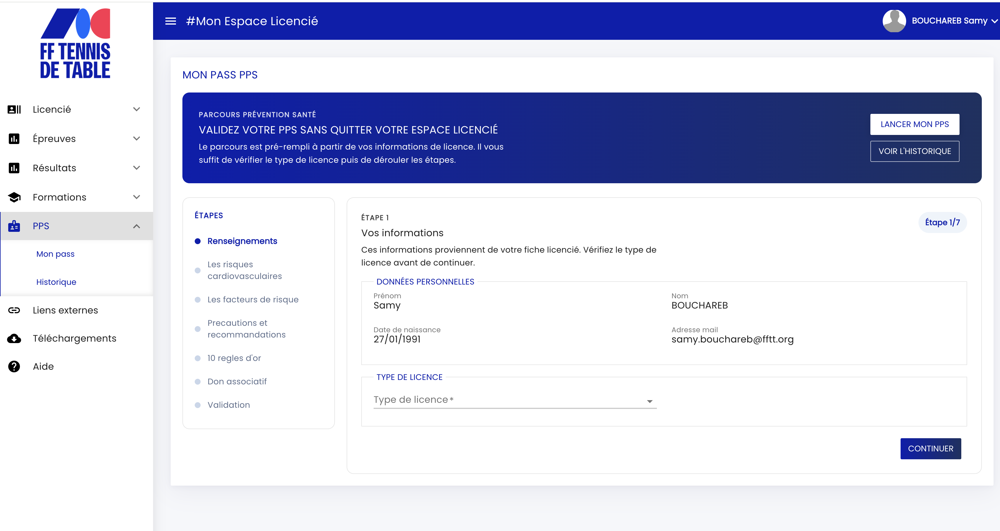 FF TENNIS
DE TABLE
Licencié
Épreuves
Résultats
Formations
PPS
Mon pass
Historique
Liens externes
Téléchargements
Aide
#Mon Espace Licencié
BOUCHAREB Samy
MON PASS PPS
PARCOURS PRÉVENTION SANTÉ
VALIDEZ VOTRE PPS SANS QUITTER VOTRE ESPACE LICENCIÉ
Le parcours est pré-rempli à partir de vos informations de licence. Il vous
suffit de vérifier le type de licence puis de dérouler les étapes.
LANCER MON PPS
VOIR L'HISTORIQUE
ÉTAPES
Renseignements
Les risques
cardiovasculaires
Les facteurs de risque
Precautions et
recommandations
10 regles d'or
Don associatif
Validation
ÉTAPE 1
Étape 1/7
Vos informations
Ces informations proviennent de votre fiche licencié. Vérifiez le type de
licence avant de continuer.
DONNÉES PERSONNELLES
Prénom
Samy
Nom
BOUCHAREB
Date de naissance
27/01/1991
Adresse mail
samy.bouchareb@fftt.org
TYPE DE LICENCE
Type de licence *
CONTINUER